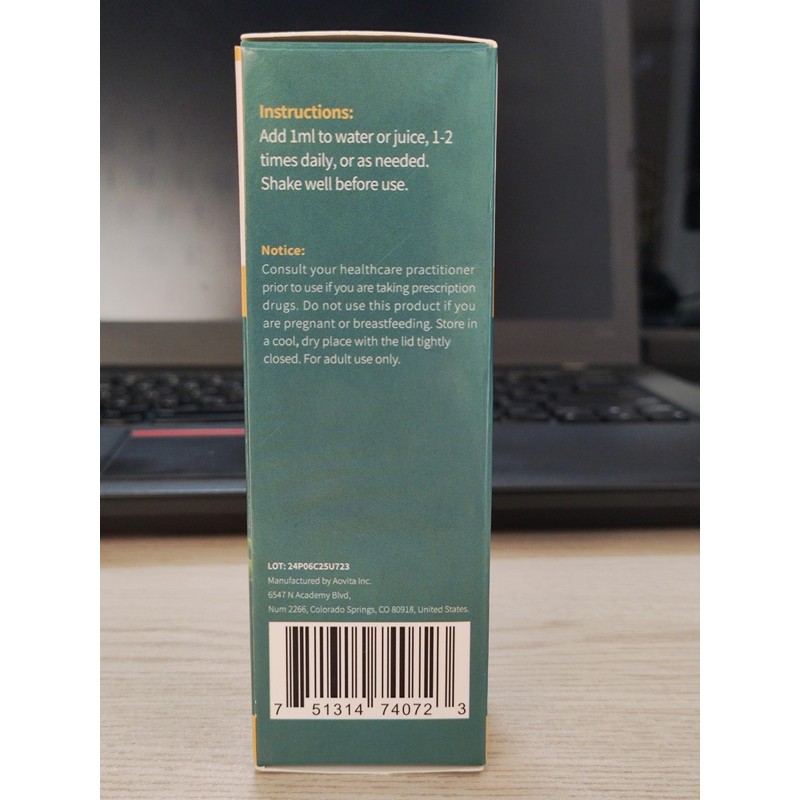 Instructions:
Add 1ml to water or juice, 1-2
times daily, or as needed.
Shake well before use.
Notice:
Consult your healthcare practitioner
prior to use if you are taking prescription
drugs. Do not use this product if you
are pregnant or breastfeeding. Store in
a cool, dry place with the lid tightly
closed. For adult use only.
LOT: 24P06C25U723
Manufactured by Aovita Inc.
6547 N Academy Blvd,
Num 2266, Colorado Springs, CO 80918, United States.
7 51314 74072 3